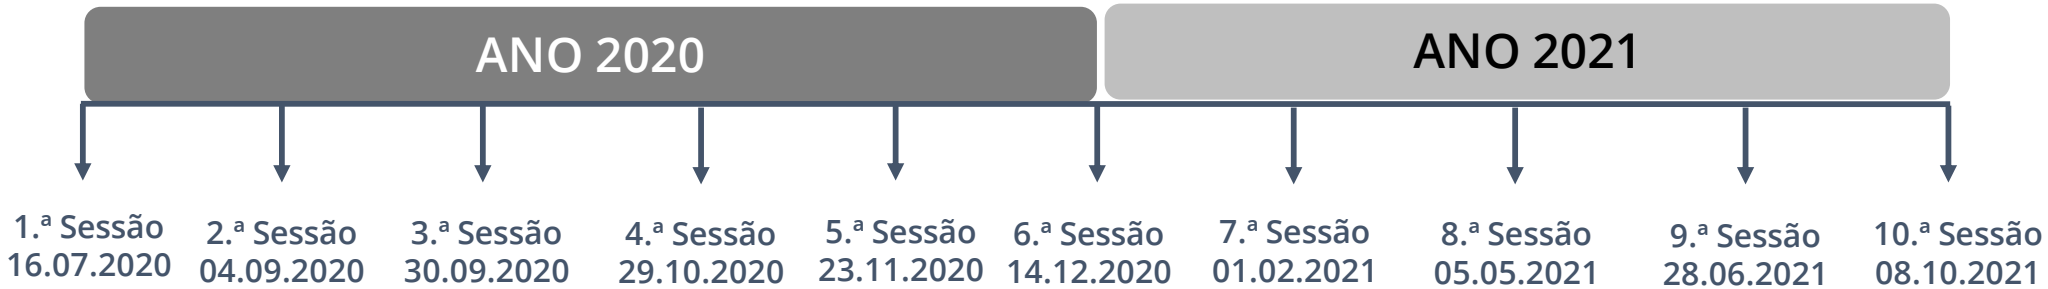 ANO 2020
ANO 2021
1.ª Sessão
16.07.2020
2.ª Sessão
04.09.2020
3.ª Sessão
30.09.2020
4.ª Sessão
29.10.2020
5.ª Sessão
23.11.2020
6.ª Sessão
14.12.2020
7.ª Sessão
01.02.2021
8.ª Sessão
05.05.2021
9.ª Sessão
28.06.2021
10.ª Sessão
08.10.2021